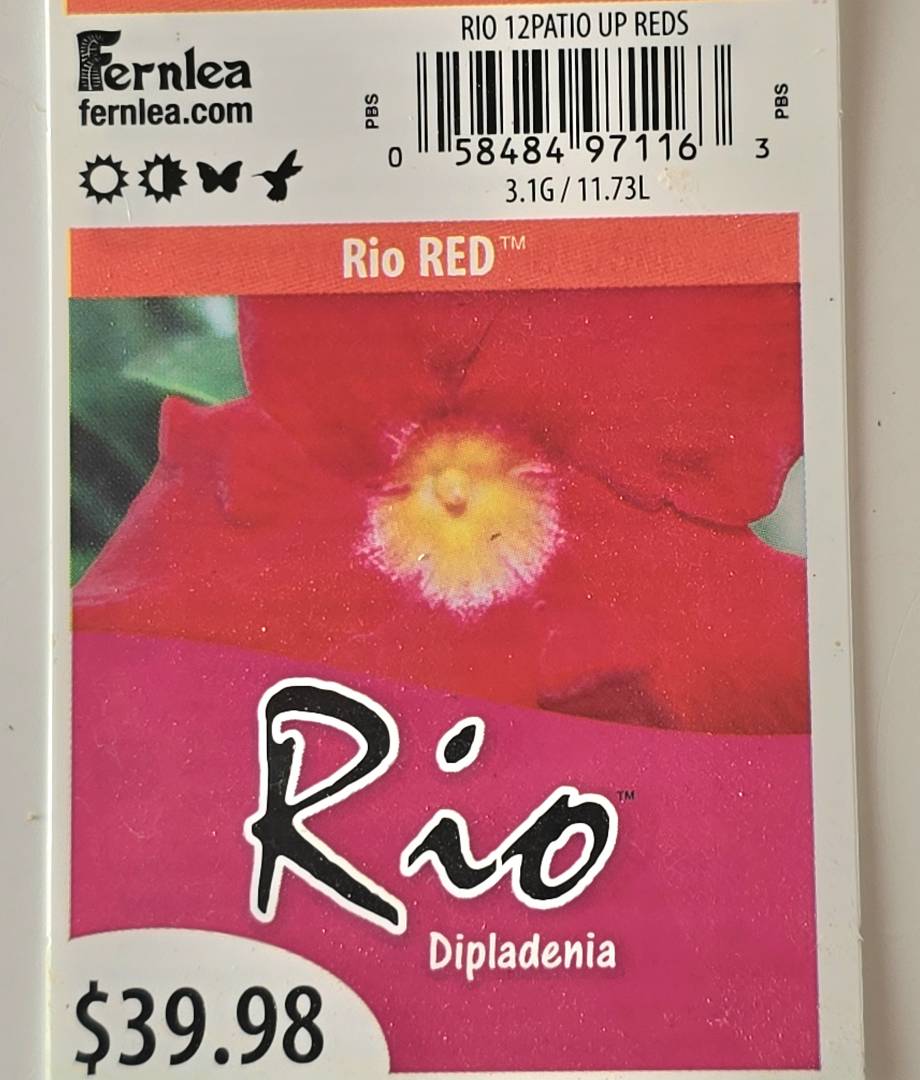 Fernlea
fernlea.com
RIO 12PATIO UP REDS
PBS
PBS
0 58484 97116 3
3.1G / 11.73L
Rio RED™
Rio™
Dipladenia
$39.98